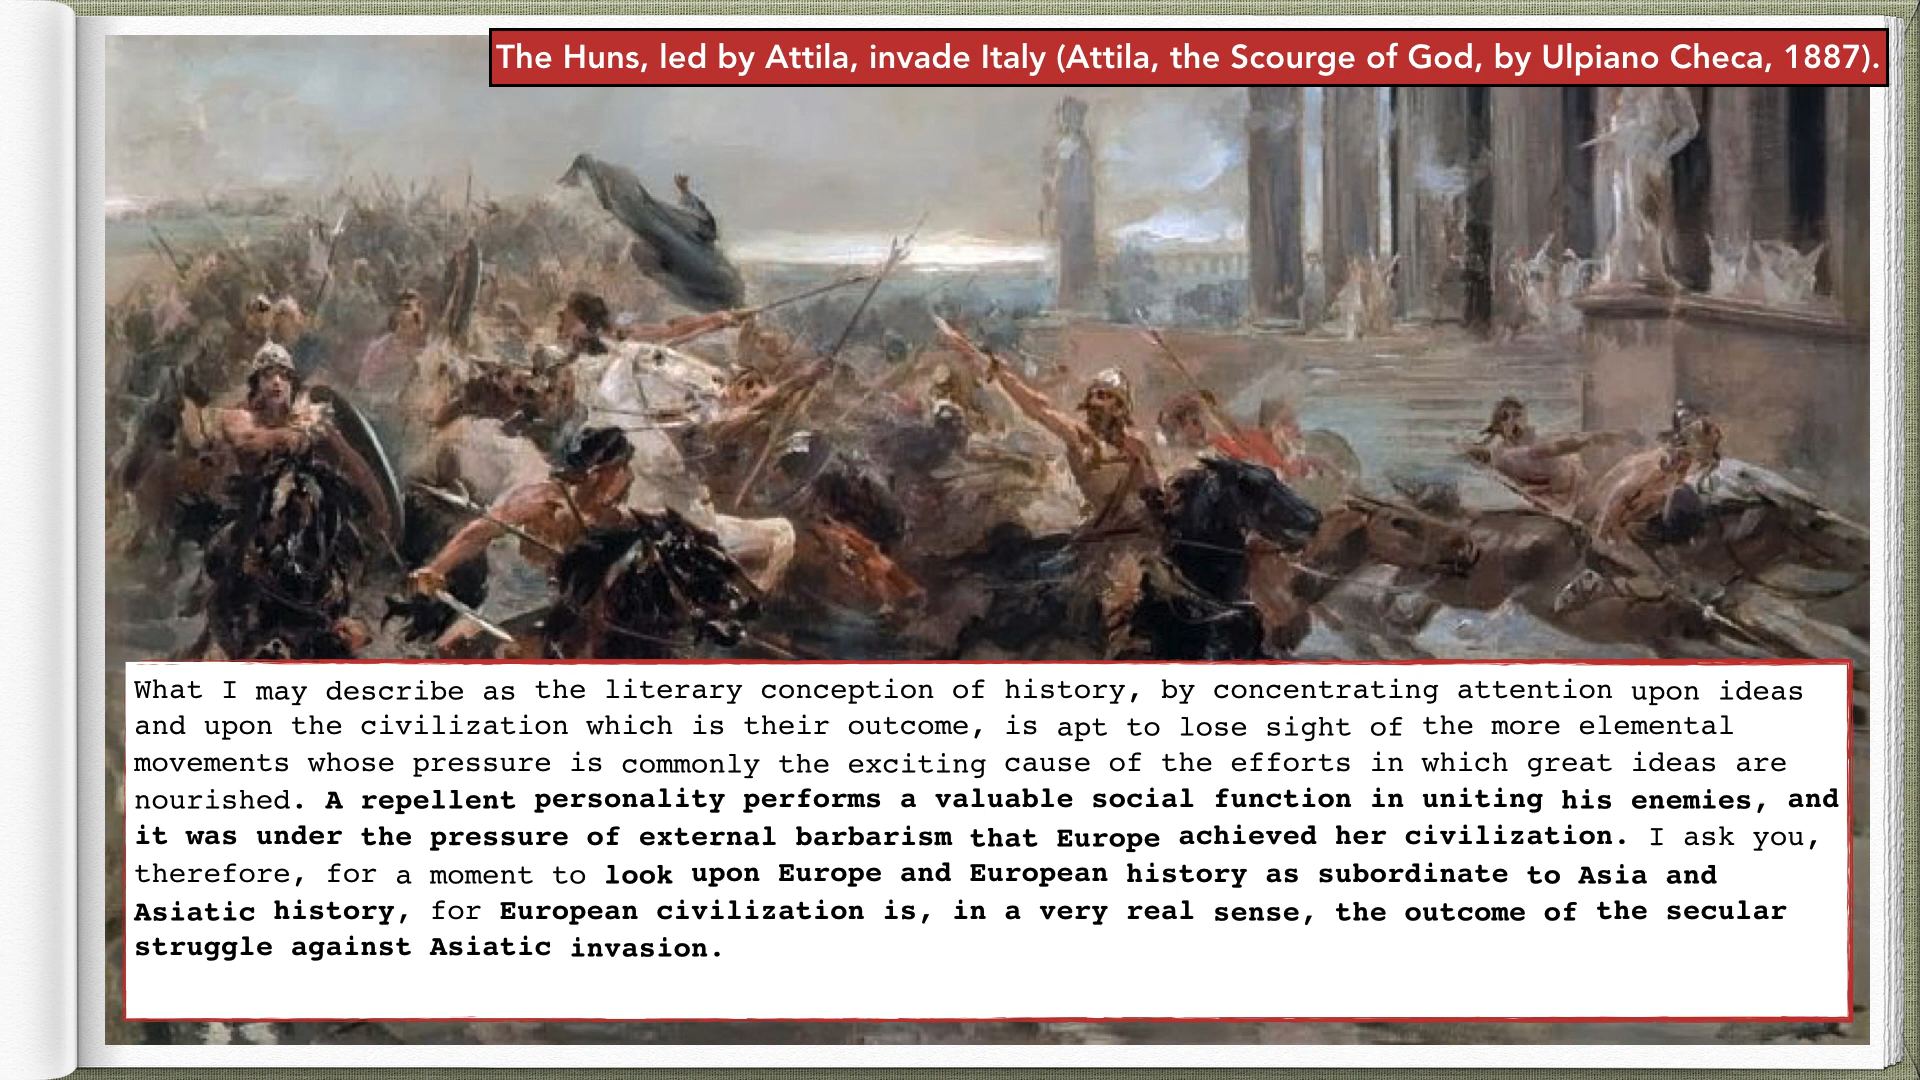 The Huns, led by Attila, invade Italy (Attila, the Scourge of God, by Ulpiano Checa, 1887).
What I may describe as the literary conception of history, by concentrating attention upon ideas
and upon the civilization which is their outcome, is apt to lose sight of the more elemental
movements whose pressure is commonly the exciting cause of the efforts in which great ideas are
nourished. A repellent personality performs a valuable social function in uniting his enemies, and
it was under the pressure of external barbarism that Europe achieved her civilization. I ask you,
therefore, for a moment to look upon Europe and European history as subordinate to Asia and
Asiatic history, for European civilization is, in a very real sense, the outcome of the secular
struggle against Asiatic invasion.